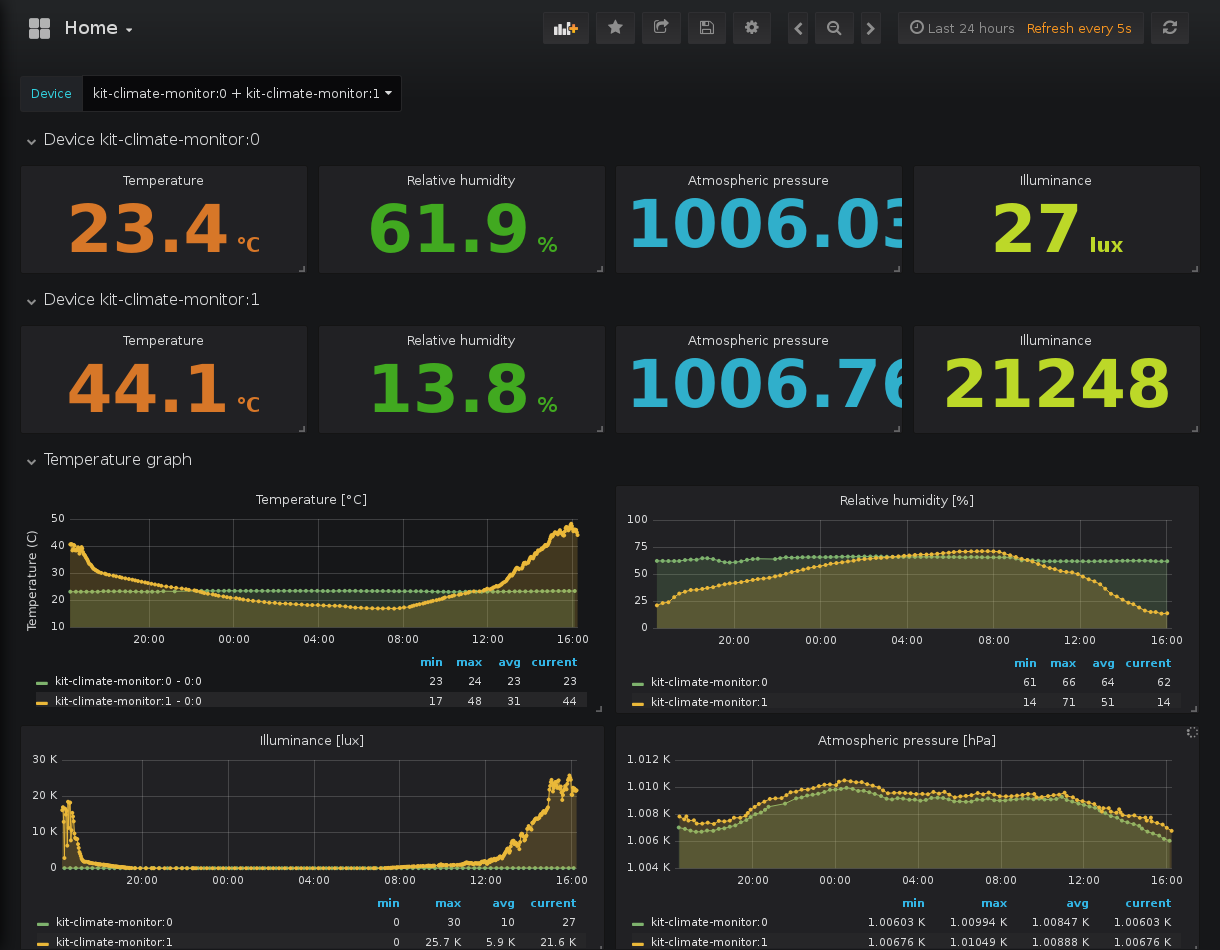 Home
Last 24 hours Refresh every 5s
Device kit-climate-monitor:0 + kit-climate-monitor:1
Device kit-climate-monitor:0
Temperature Relative humidity Atmospheric pressure Illuminance
23.4 °C 61.9 % 1006.03 27 lux
Device kit-climate-monitor:1
Temperature Relative humidity Atmospheric pressure Illuminance
44.1 °C 13.8 % 1006.76 21248
Temperature graph
Temperature [°C]
Temperature (C)
50
40
30
20
10
20:00 00:00 04:00 08:00 12:00 16:00
min max avg current
kit-climate-monitor:0 - 0:0 23 24 23 23
kit-climate-monitor:1 - 0:0 17 48 31 44
Relative humidity [%]
100
75
50
25
0
20:00 00:00 04:00 08:00 12:00 16:00
min max avg current
kit-climate-monitor:0 61 66 64 62
kit-climate-monitor:1 14 71 51 14
Illuminance [lux]
30 K
20 K
10 K
0
20:00 00:00 04:00 08:00 12:00 16:00
min max avg current
kit-climate-monitor:0 0 30 10 27
kit-climate-monitor:1 0 25.7 K 5.9 K 21.6 K
Atmospheric pressure [hPa]
1.012 K
1.010 K
1.008 K
1.006 K
1.004 K
20:00 00:00 04:00 08:00 12:00 16:00
min max avg current
kit-climate-monitor:0 1.00603 K 1.00994 K 1.00847 K 1.00603 K
kit-climate-monitor:1 1.00676 K 1.01049 K 1.00888 K 1.00676 K